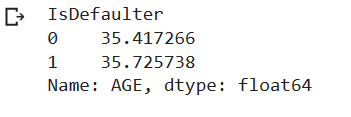 IsDefaulter
0    35.417266
1    35.725738
Name: AGE, dtype: float64